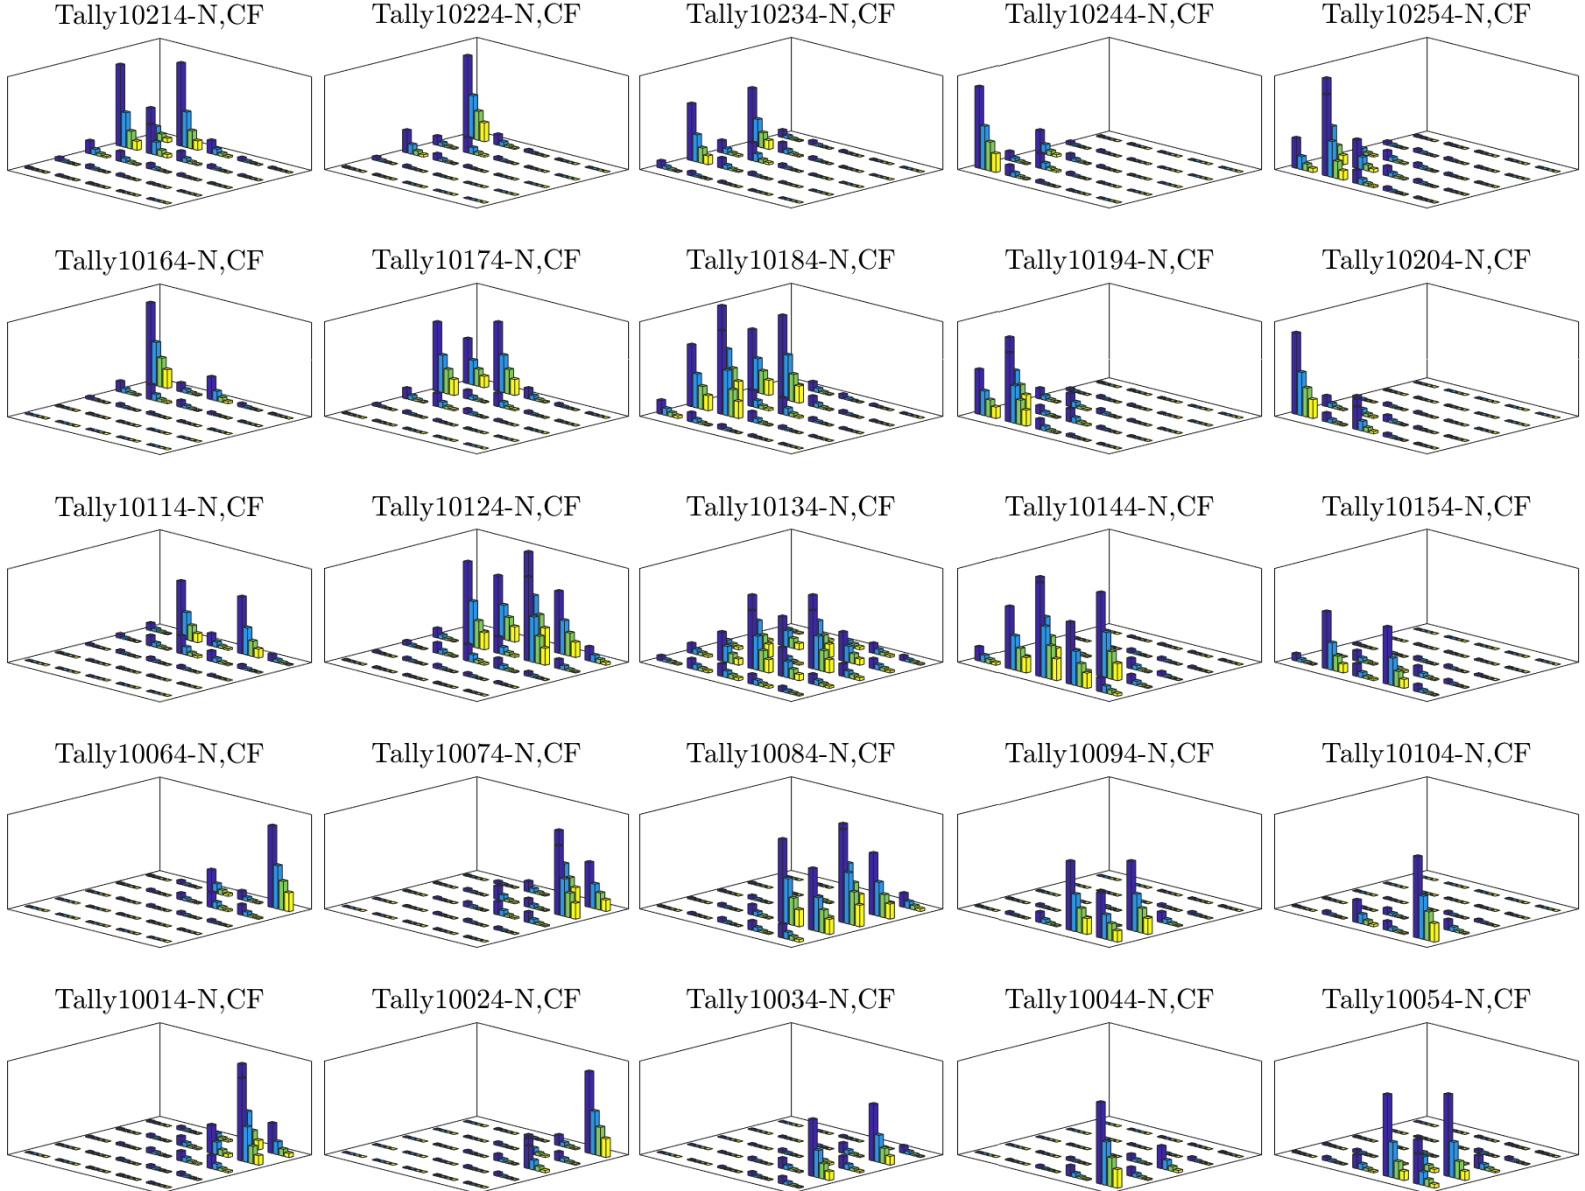 Tally10214-N,CF Tally10224-N,CF Tally10234-N,CF Tally10244-N,CF Tally10254-N,CF
Tally10164-N,CF Tally10174-N,CF Tally10184-N,CF Tally10194-N,CF Tally10204-N,CF
Tally10114-N,CF Tally10124-N,CF Tally10134-N,CF Tally10144-N,CF Tally10154-N,CF
Tally10064-N,CF Tally10074-N,CF Tally10084-N,CF Tally10094-N,CF Tally10104-N,CF
Tally10014-N,CF Tally10024-N,CF Tally10034-N,CF Tally10044-N,CF Tally10054-N,CF